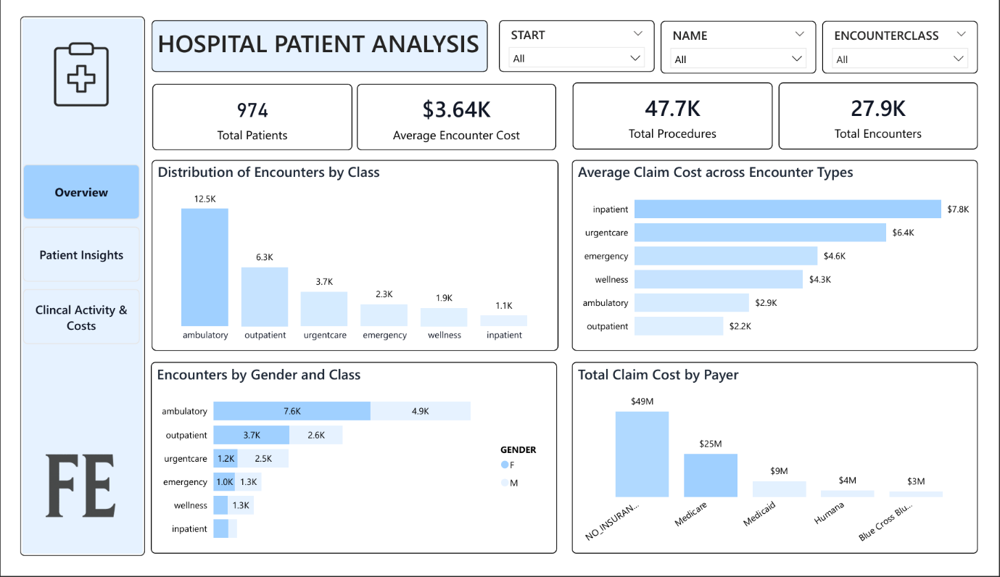 HOSPITAL PATIENT ANALYSIS
START
All
NAME
All
ENCOUNTERCLASS
All
974
Total Patients
$3.64K
Average Encounter Cost
47.7K
Total Procedures
27.9K
Total Encounters
Overview
Patient Insights
Clincal Activity &
Costs
FE
Distribution of Encounters by Class
12.5K
6.3K
3.7K
2.3K
1.9K
1.1K
ambulatory
outpatient
urgentcare
emergency
wellness
inpatient
Average Claim Cost across Encounter Types
inpatient $7.8K
urgentcare $6.4K
emergency $4.6K
wellness $4.3K
ambulatory $2.9K
outpatient $2.2K
Encounters by Gender and Class
ambulatory 7.6K 4.9K
outpatient 3.7K 2.6K
urgentcare 1.2K 2.5K
emergency 1.0K 1.3K
wellness 1.3K
inpatient
GENDER
F
M
Total Claim Cost by Payer
$49M
$25M
$9M
$4M
$3M
NO_INSURAN...
Medicare
Medicaid
Humana
Blue Cross Blu...